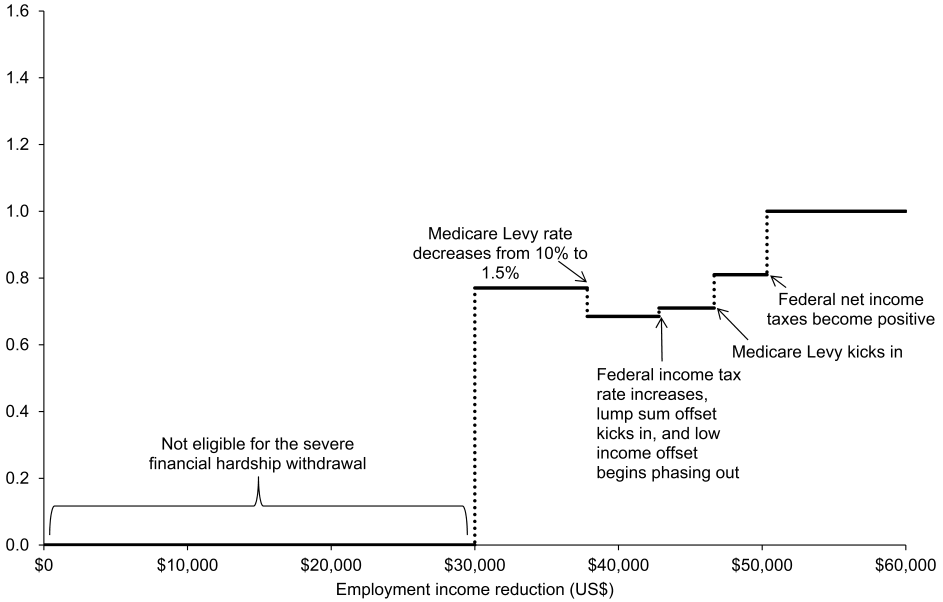 1.6
1.4
1.2
1.0
0.8
0.6
0.4
0.2
0.0
Medicare Levy rate
decreases from 10% to
1.5%
Federal net income
taxes become positive
Medicare Levy kicks in
Federal income tax
rate increases,
lump sum offset
kicks in, and low
income offset
begins phasing out
Not eligible for the severe
financial hardship withdrawal
$0 $10,000 $20,000 $30,000 $40,000 $50,000 $60,000
Employment income reduction (US$)